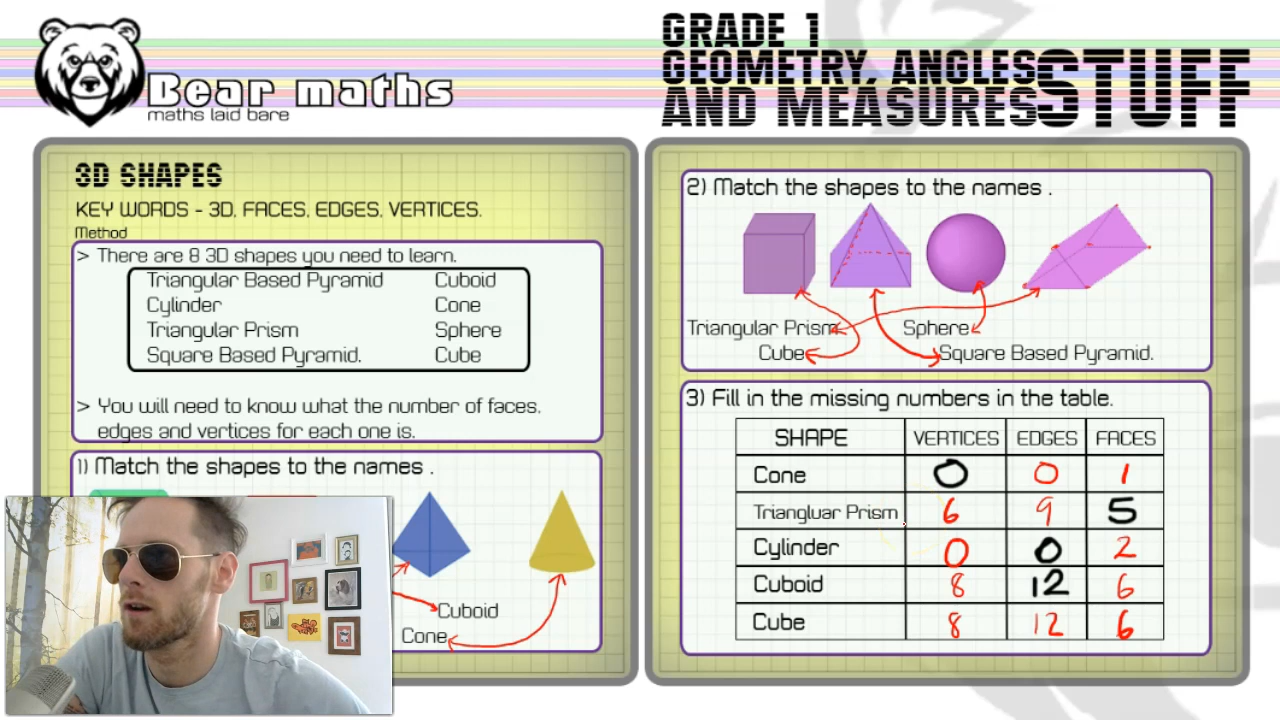 Bear maths
maths laid bare
GRADE 1
GEOMETRY, ANGLES
AND MEASURES STUFF
3D SHAPES
KEY WORDS - 3D, FACES, EDGES, VERTICES.
Method
> There are 8 3D shapes you need to learn.
Triangular Based Pyramid Cuboid
Cylinder Cone
Triangular Prism Sphere
Square Based Pyramid. Cube
> You will need to know what the number of faces,
edges and vertices for each one is.
1) Match the shapes to the names .
Cuboid
Cone
2) Match the shapes to the names .
Triangular Prism Sphere
Cube Square Based Pyramid.
3) Fill in the missing numbers in the table.
SHAPE VERTICES EDGES FACES
Cone 0 0 1
Triangluar Prism 6 9 5
Cylinder 0 0 2
Cuboid 8 12 6
Cube 8 12 6